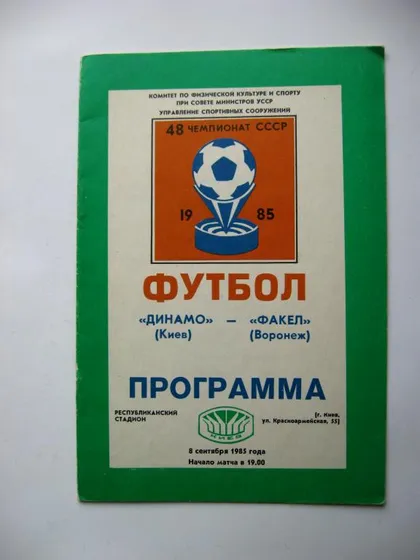 КОМИТЕТ ПО ФИЗИЧЕСКОЙ КУЛЬТУРЕ И СПОРТУ
ПРИ СОВЕТЕ МИНИСТРОВ УССР
УПРАВЛЕНИЕ СПОРТИВНЫХ СООРУЖЕНИЙ
48 ЧЕМПИОНАТ СССР
19 85
ФУТБОЛ
«ДИНАМО» — «ФАКЕЛ»
(Киев) (Воронеж)
ПРОГРАММА
РЕСПУБЛИКАНСКИЙ
СТАДИОН
(г. Киев,
ул. Красноармейская, 55)
КИЕВ
8 сентября 1985 года
Начало матча в 19.00